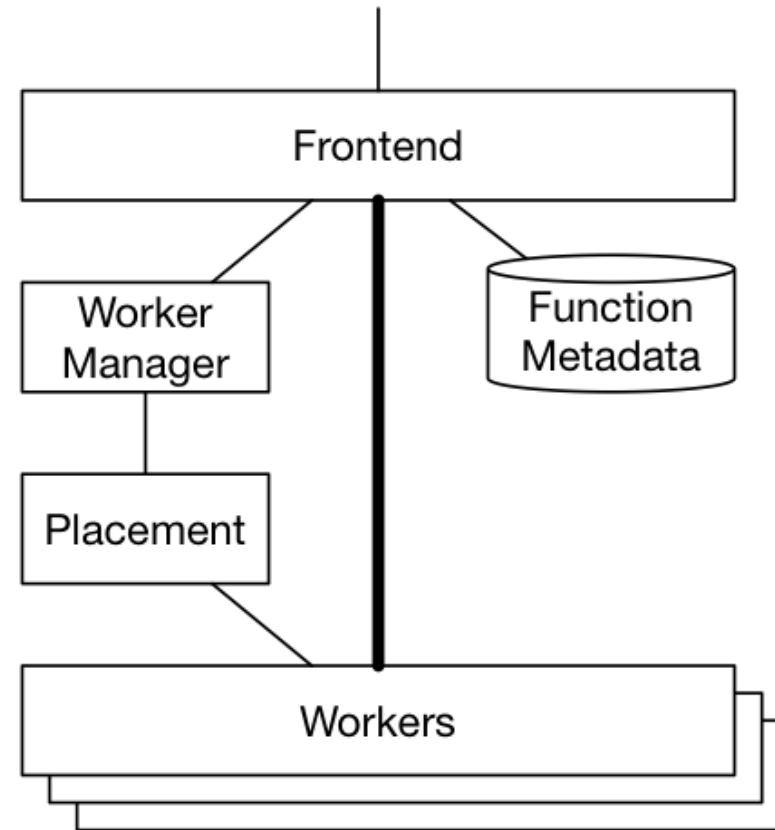 Frontend
Worker
Manager
Function
Metadata
Placement
Workers